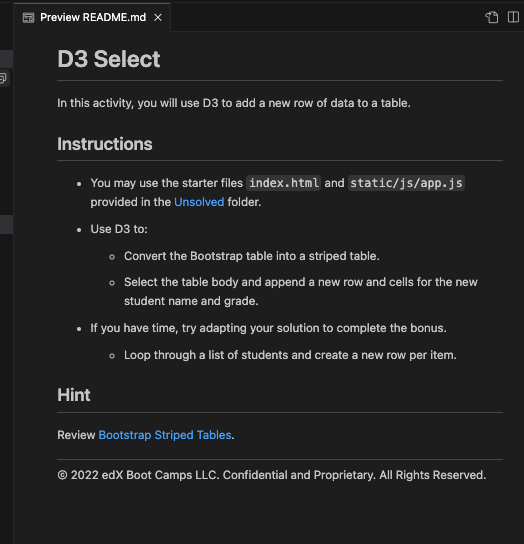 Preview README.md
D3 Select
In this activity, you will use D3 to add a new row of data to a table.
Instructions
• You may use the starter files index.html and static/js/app.js
provided in the Unsolved folder.
• Use D3 to:
◦ Convert the Bootstrap table into a striped table.
◦ Select the table body and append a new row and cells for the new
student name and grade.
• If you have time, try adapting your solution to complete the bonus.
◦ Loop through a list of students and create a new row per item.
Hint
Review Bootstrap Striped Tables.
© 2022 edX Boot Camps LLC. Confidential and Proprietary. All Rights Reserved.